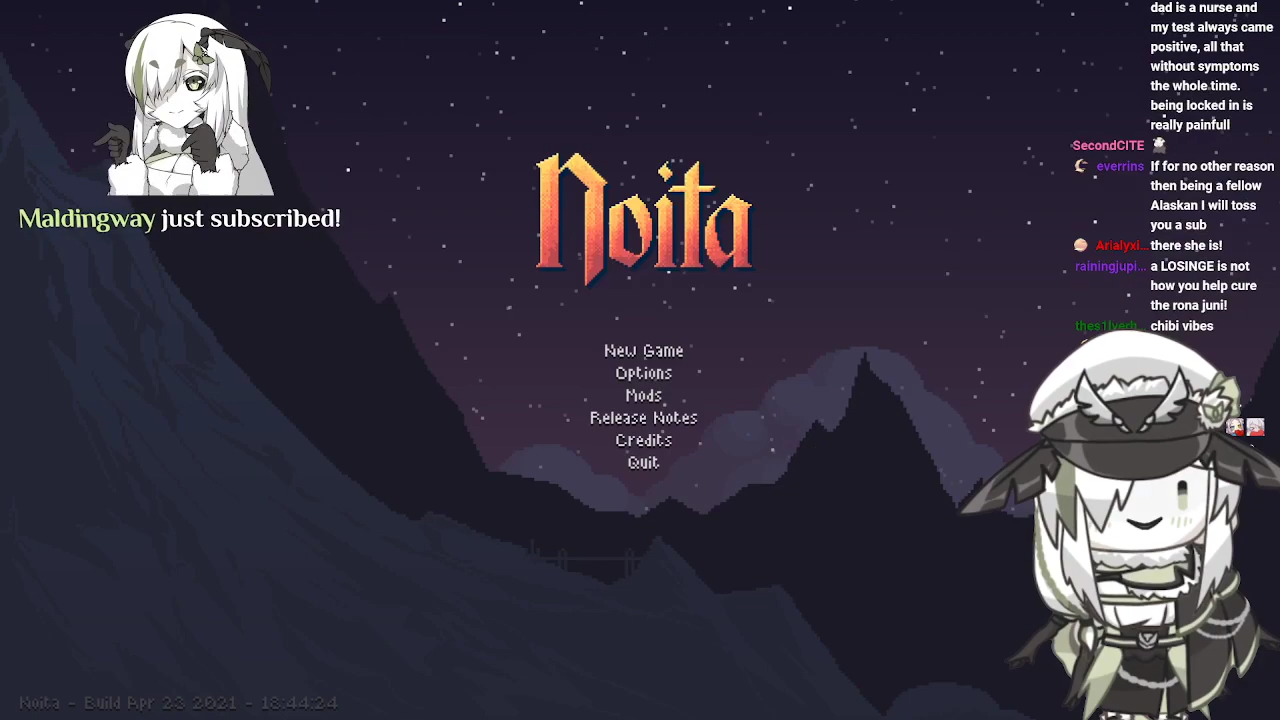 dad is a nurse and
my test always came
positive, all that
without symptoms
the whole time.
being locked in is
really painfull
SecondCITE
everrins If for no other reason
then being a fellow
Alaskan I will toss
you a sub
Arialyxi... there she is!
rainingjupi... a LOSINGE is not
how you help cure
the rona juni!
thes1lverh... chibi vibes
Maldingway just subscribed!
Noita
New Game
Options
Mods
Release Notes
Credits
Quit
Noita - Build Apr 23 2021 - 18:44:24